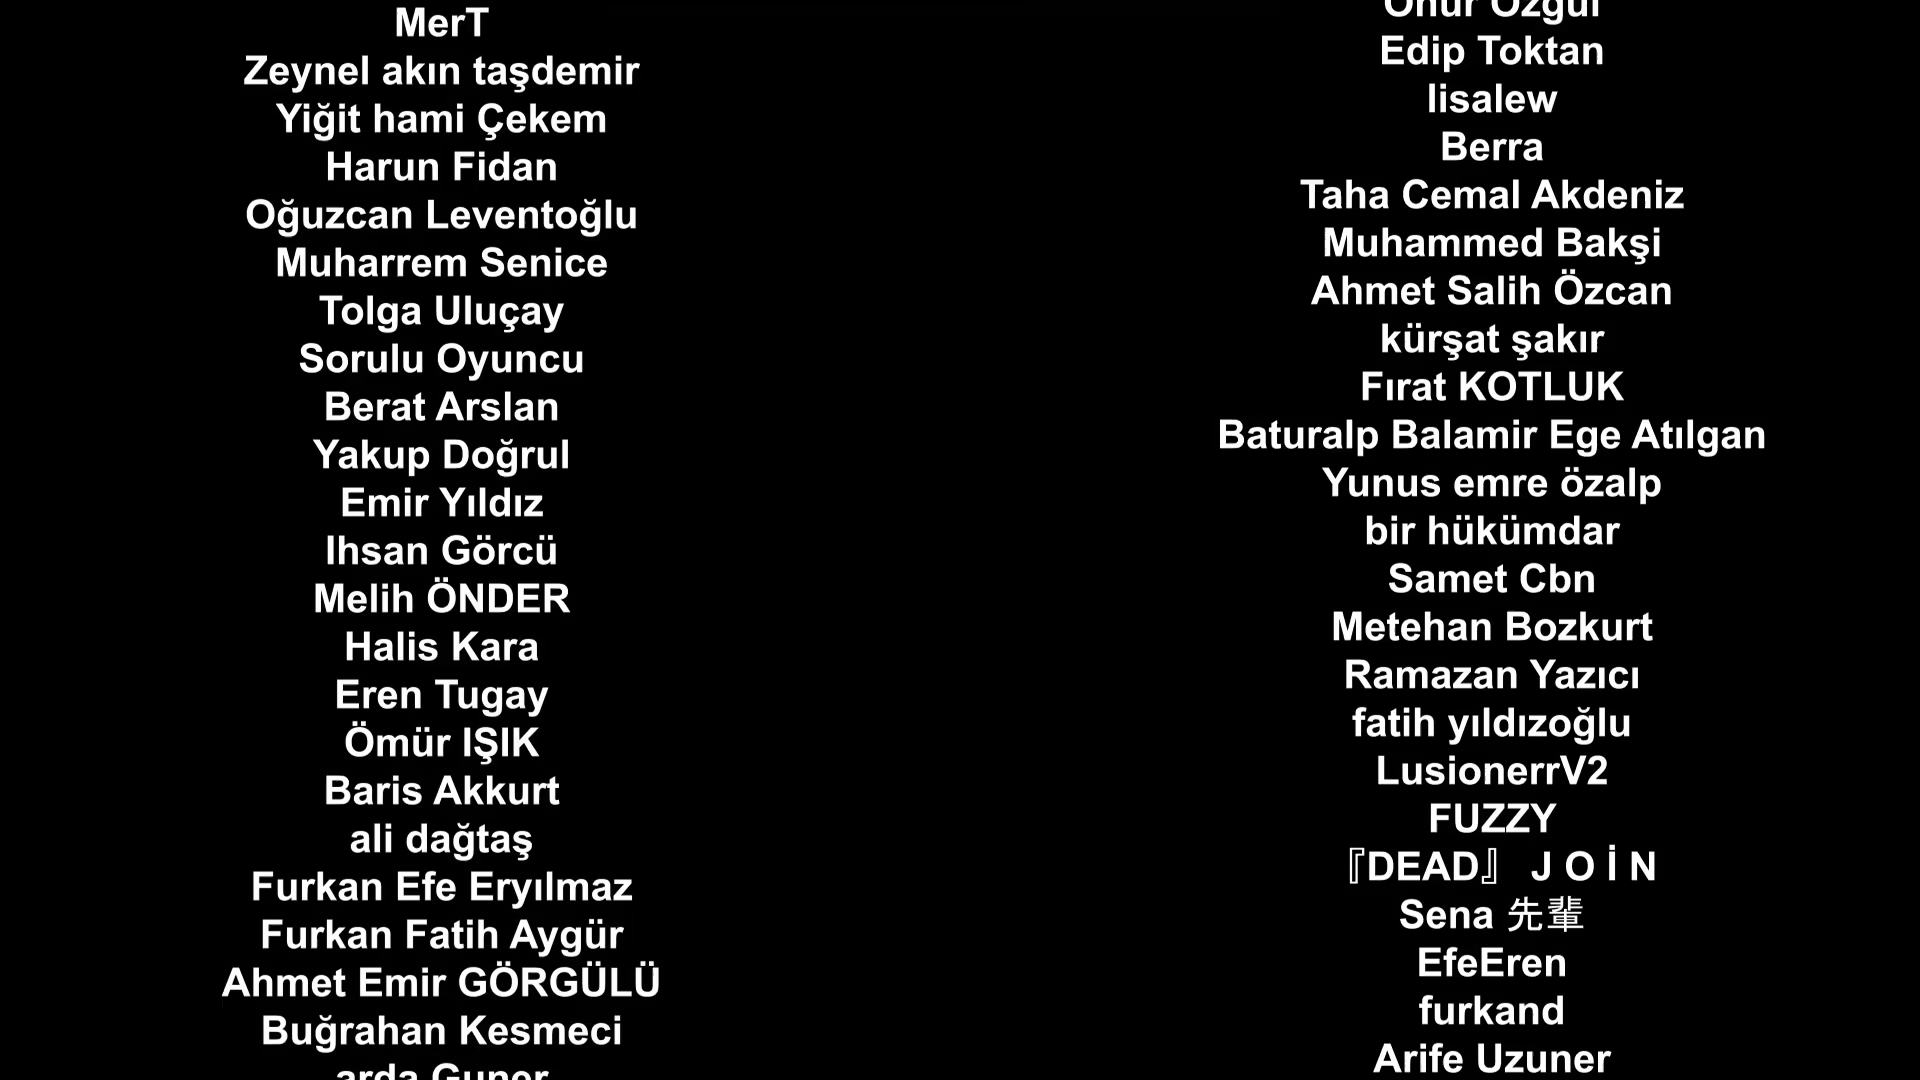 MerT
Zeynel akın taşdemir
Yiğit hami Çekem
Harun Fidan
Oğuzcan Leventoğlu
Muharrem Senice
Tolga Uluçay
Sorulu Oyuncu
Berat Arslan
Yakup Doğrul
Emir Yıldız
Ihsan Görcü
Melih ÖNDER
Halis Kara
Eren Tugay
Ömür IŞIK
Baris Akkurt
ali dağtaş
Furkan Efe Eryılmaz
Furkan Fatih Aygür
Ahmet Emir GÖRGÜLÜ
Buğrahan Kesmeci
arda Guner
Onur Özgül
Edip Toktan
lisalew
Berra
Taha Cemal Akdeniz
Muhammed Bakşi
Ahmet Salih Özcan
kürşat şakır
Fırat KOTLUK
Baturalp Balamir Ege Atılgan
Yunus emre özalp
bir hükümdar
Samet Cbn
Metehan Bozkurt
Ramazan Yazıcı
fatih yıldızoğlu
LusionerrV2
FUZZY
『DEAD』 J O İ N
Sena 先輩
EfeEren
furkand
Arife Uzuner